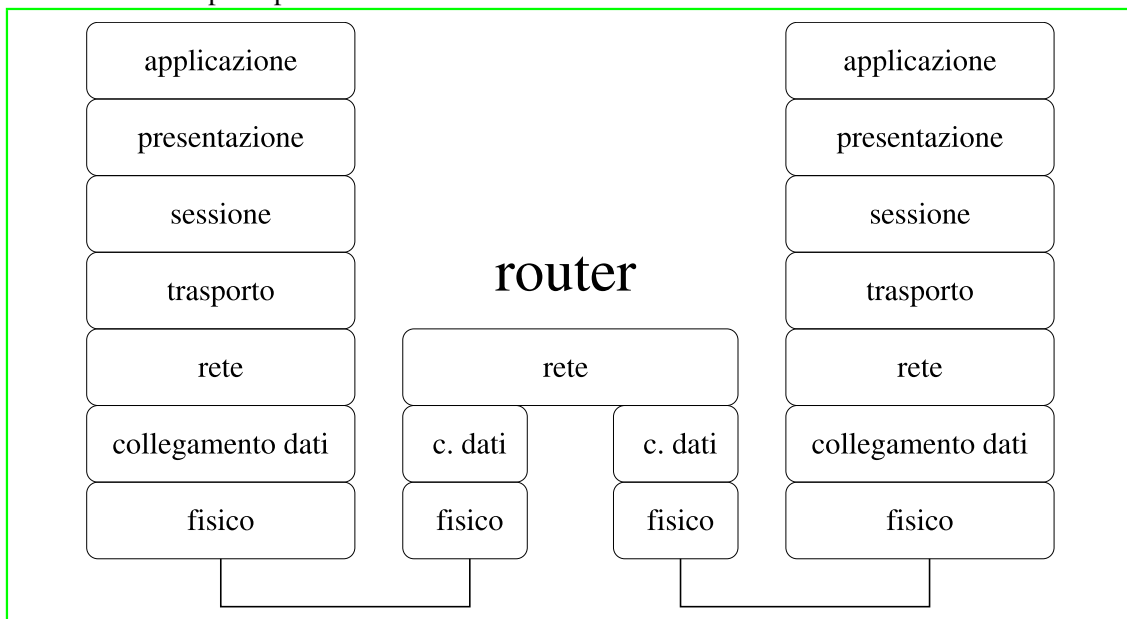 applicazione
presentazione
sessione
trasporto
rete
collegamento dati
fisico
router
rete
c. dati
c. dati
fisico
fisico
applicazione
presentazione
sessione
trasporto
rete
collegamento dati
fisico